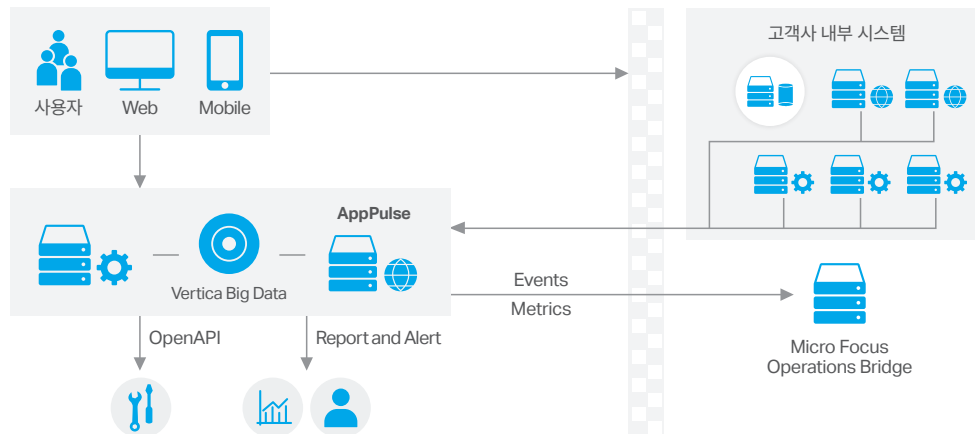 고객사 내부 시스템
사용자
Web
Mobile
AppPulse
Vertica Big Data
Events
Metrics
OpenAPI
Report and Alert
Micro Focus
Operations Bridge